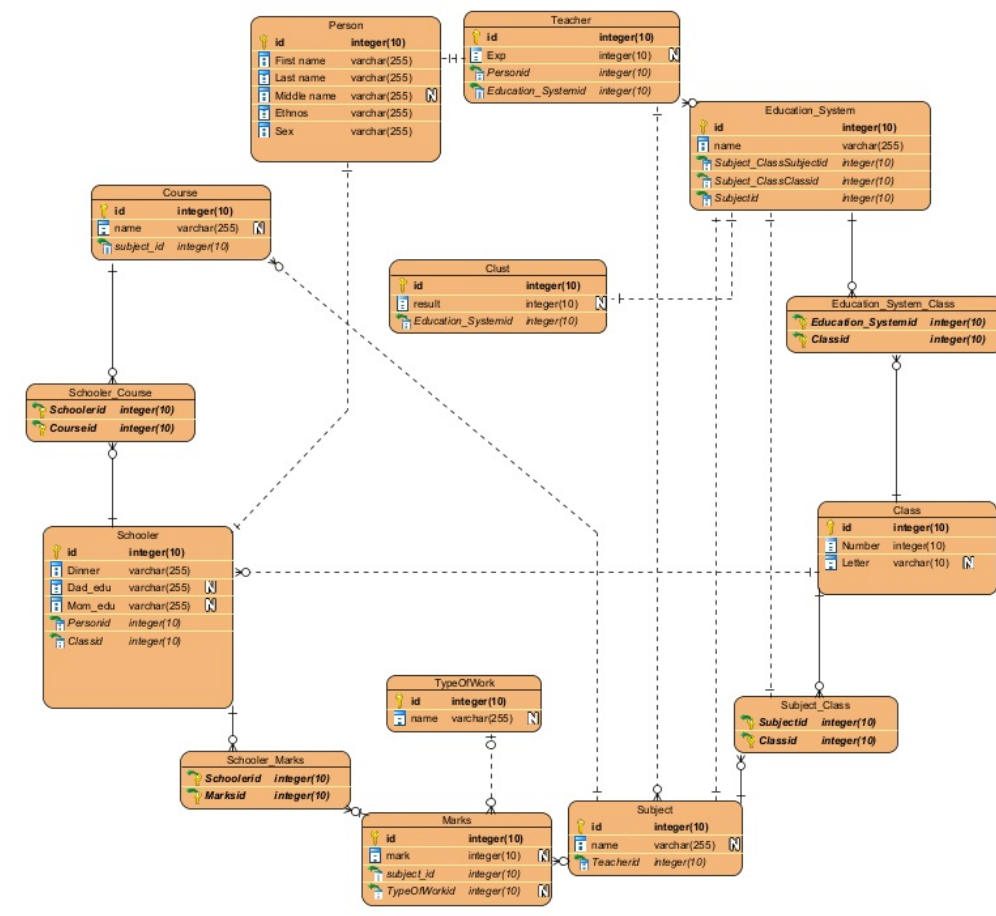 Person
id integer(10)
First name varchar(255)
Last name varchar(255)
Middle name varchar(255) N
Ethnos varchar(255)
Sex varchar(255)
Teacher
id integer(10)
Exp integer(10) N
Personid integer(10)
Education_Systemid integer(10)
Education_System
id integer(10)
name varchar(255)
Subject_ClassSubjectid integer(10)
Subject_ClassClassid integer(10)
Subjectid integer(10)
Course
id integer(10)
name varchar(255) N
subject_id integer(10)
Clust
id integer(10)
result integer(10) N
Education_Systemid integer(10)
Education_System_Class
Education_Systemid integer(10)
Classid integer(10)
Schooler_Course
Schoolerid integer(10)
Courseid integer(10)
Schooler
id integer(10)
Dinner varchar(255)
Dad_edu varchar(255) N
Mom_edu varchar(255) N
Personid integer(10)
Classid integer(10)
Class
id integer(10)
Number integer(10)
Letter varchar(10) N
TypeOfWork
id integer(10)
name varchar(255) N
Subject_Class
Subjectid integer(10)
Classid integer(10)
Schooler_Marks
Schoolerid integer(10)
Marksid integer(10)
Marks
id integer(10)
mark integer(10) N
subject_id integer(10)
TypeOfWorkid integer(10) N
Subject
id integer(10)
name varchar(255) N
Teacherid integer(10)